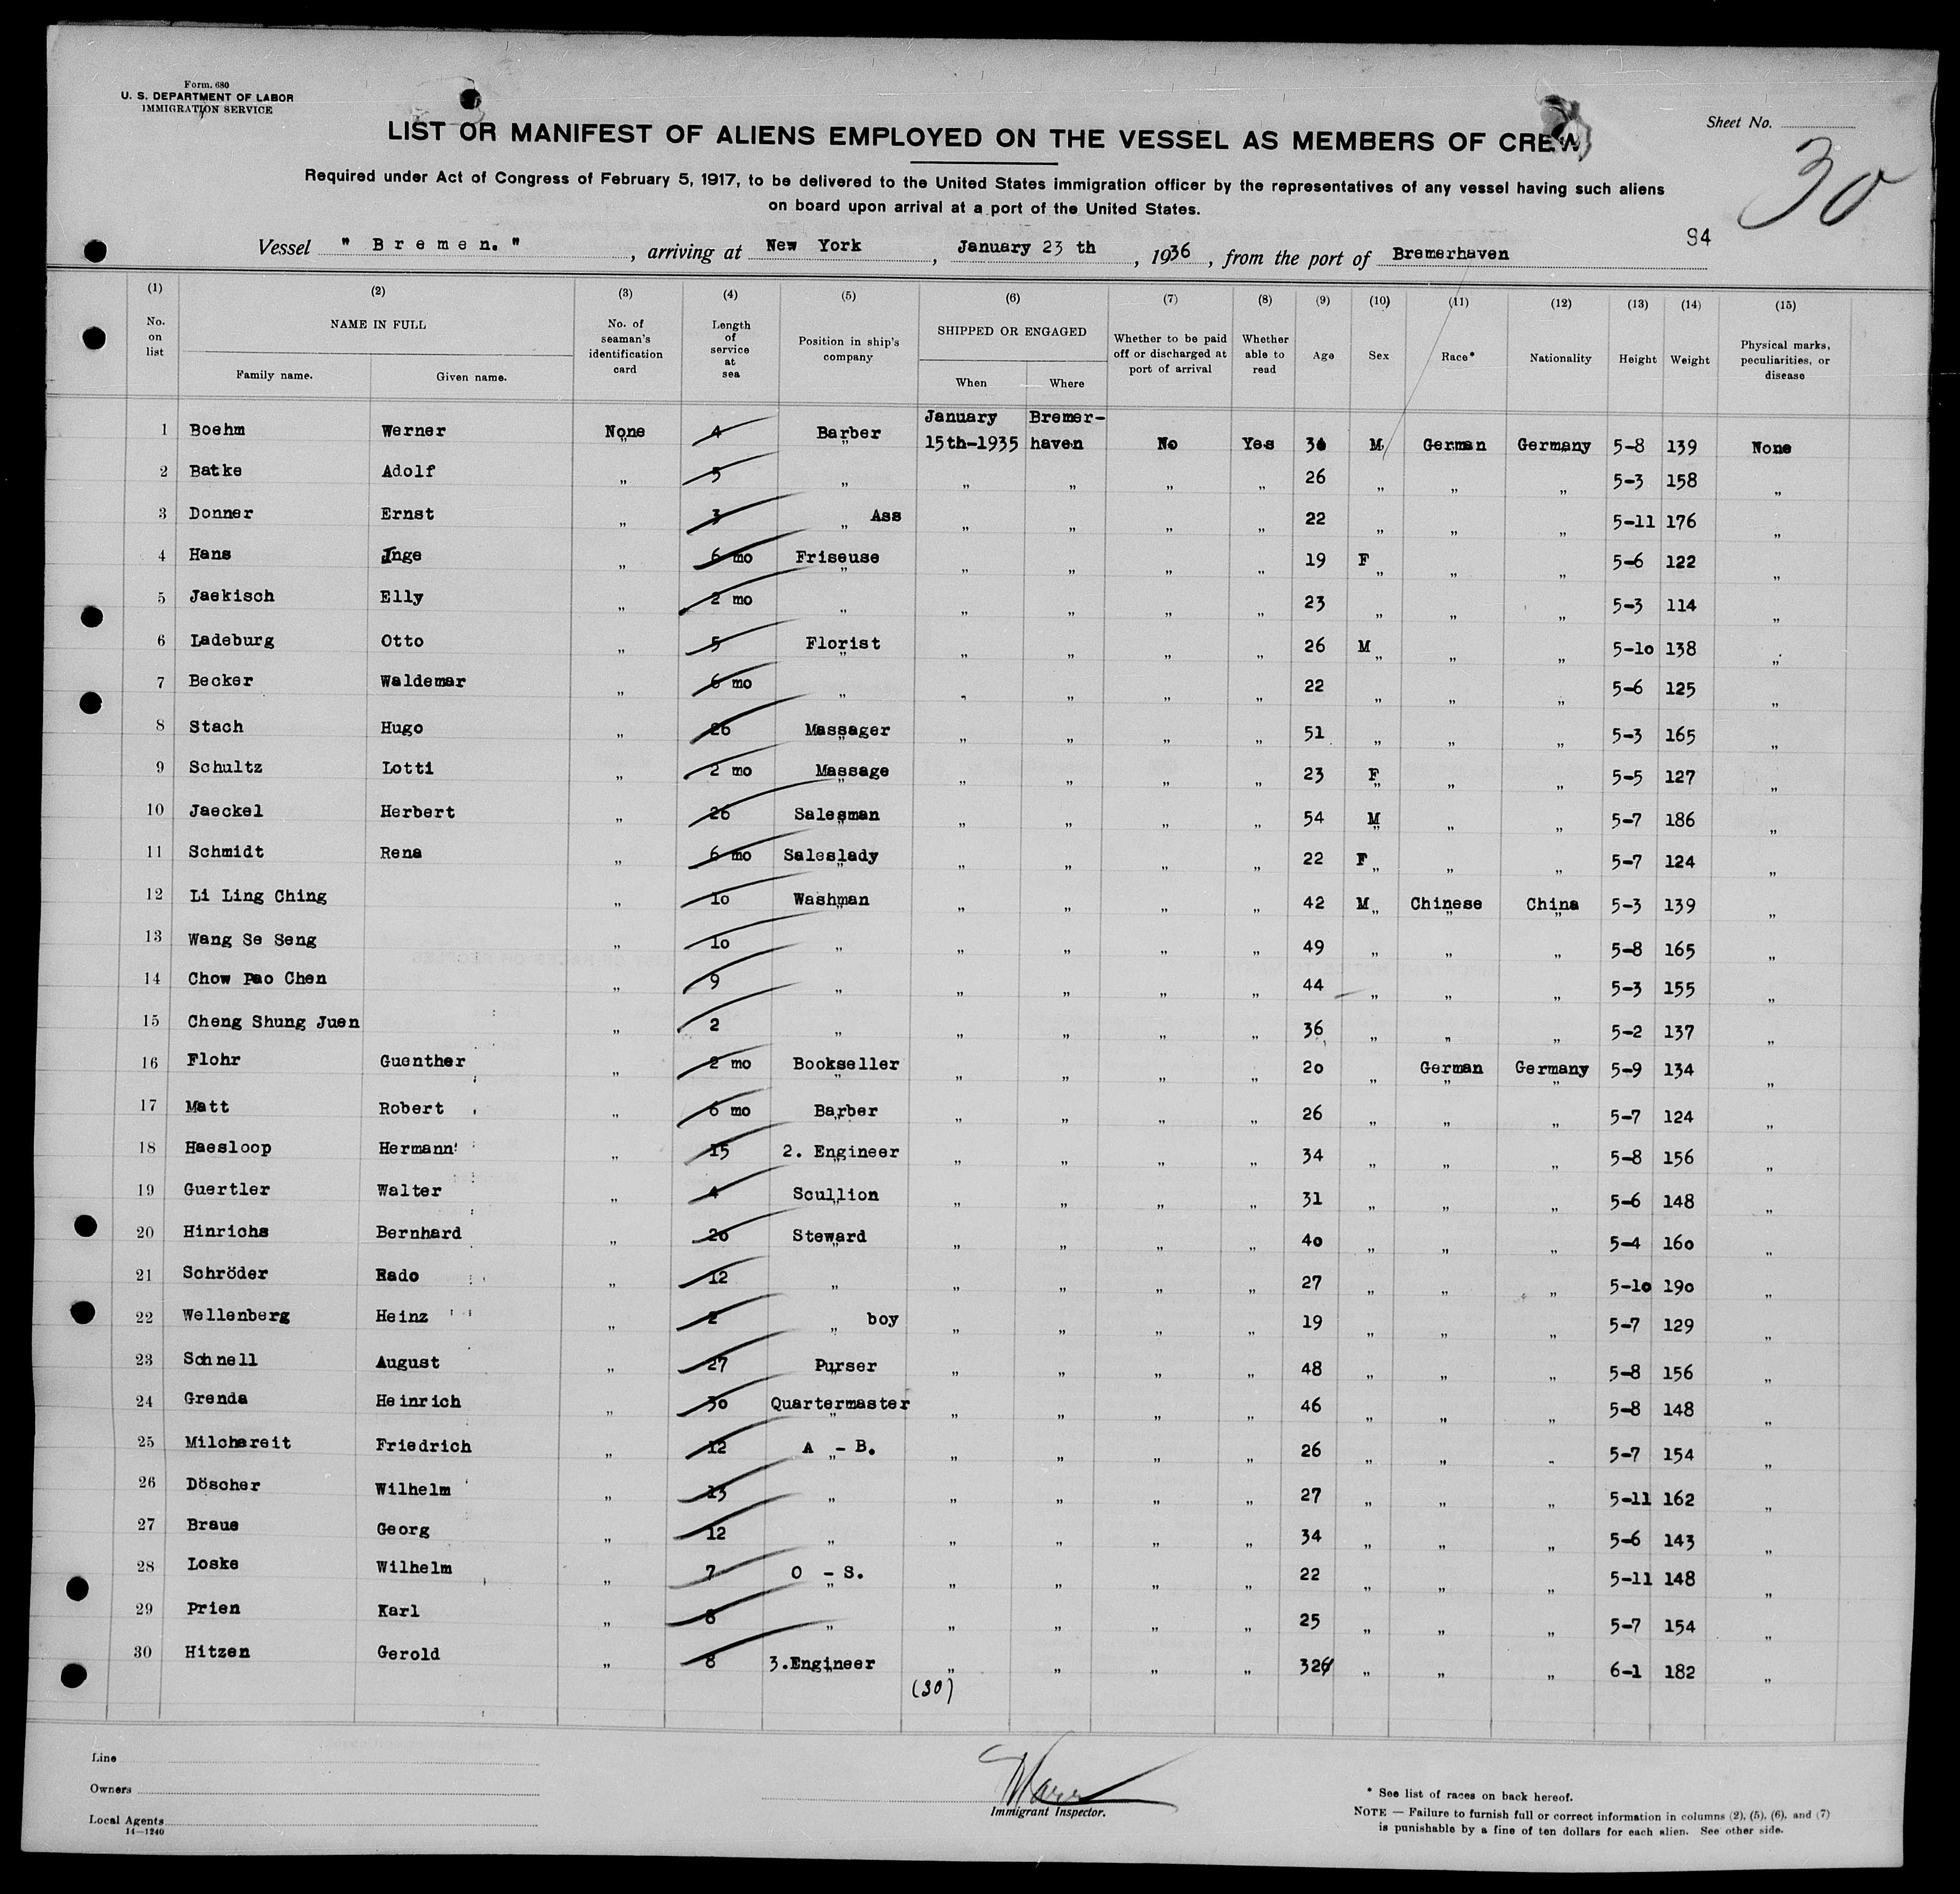 Form. 680
U. S. DEPARTMENT OF LABOR
IMMIGRATION SERVICE
Sheet No.
30
LIST OR MANIFEST OF ALIENS EMPLOYED ON THE VESSEL AS MEMBERS OF CREW
Required under Act of Congress of February 5, 1917, to be delivered to the United States immigration officer by the representatives of any vessel having such aliens
on board upon arrival at a port of the United States.
94
Vessel " Bremen. " , arriving at New York , January 23 th , 1936 , from the port of Bremerhaven
(1) (2) (3) (4) (5) (6) (7) (8) (9) (10) (11) (12) (13) (14) (15)
No. on list NAME IN FULL Family name. Given name. No. of seaman's identification card Length of service at sea Position in ship's company SHIPPED OR ENGAGED When Where Whether to be paid off or discharged at port of arrival Whether able to read Age Sex Race* Nationality Height Weight Physical marks, peculiarities, or disease
1 Boehm Werner None 4 Barber January 15th-1935 Bremer-haven No Yes M German Germany 5-8 139 None
2 Batke Adolf „ 5 „ „ „ „ „ 26 „ „ „ 5-3 158 „
3 Donner Ernst „ 3 „ Ass „ „ „ „ 22 „ „ „ 5-11 176 „
4 Hans Inge „ 6 mo Friseuse „ „ „ „ 19 F „ „ „ 5-6 122 „
5 Jaekisch Elly „ 2 mo „ „ „ „ „ 23 „ „ „ 5-3 114 „
6 Ladeburg Otto „ 5 Florist „ „ „ „ 26 M „ „ „ 5-10 138 „
7 Becker Waldemar „ 6 mo „ „ „ „ „ 22 „ „ „ 5-6 125 „
8 Stach Hugo „ 26 Massager „ „ „ „ 51 „ „ „ 5-3 165 „
9 Schultz Lotti „ 2 mo Massage „ „ „ „ 23 F „ „ „ 5-5 127 „
10 Jaeckel Herbert „ 26 Salesman „ „ „ „ 54 M „ „ „ 5-7 186 „
11 Schmidt Rena „ 6 mo Saleslady „ „ „ „ 22 F „ „ „ 5-7 124 „
12 Li Ling Ching „ 10 Washman „ „ „ „ 42 M „ Chinese China 5-3 139 „
13 Wang Se Seng „ 10 „ „ „ „ „ 49 „ „ „ 5-8 165 „
14 Chow Pao Chen „ 9 „ „ „ „ „ 44 „ „ „ 5-3 155 „
15 Cheng Shung Juen „ 2 „ „ „ „ „ 36 „ „ „ 5-2 137 „
16 Flohr Guenther „ 2 mo Bookseller „ „ „ „ 20 „ German Germany 5-9 134 „
17 Matt Robert „ 6 mo Barber „ „ „ „ 26 „ „ „ 5-7 124 „
18 Haesloop Hermann „ 15 2. Engineer „ „ „ „ 34 „ „ „ 5-8 156 „
19 Guertler Walter „ 4 Scullion „ „ „ „ 31 „ „ „ 5-6 148 „
20 Hinrichs Bernhard „ 20 Steward „ „ „ „ 40 „ „ „ 5-4 160 „
21 Schröder Rado „ 12 „ „ „ „ „ 27 „ „ „ 5-10 190 „
22 Wellenberg Heinz „ 2 „ boy „ „ „ „ 19 „ „ „ 5-7 129 „
23 Schnell August „ 27 Purser „ „ „ „ 48 „ „ „ 5-8 156 „
24 Grenda Heinrich „ 30 Quartermaster „ „ „ „ 46 „ „ „ 5-8 148 „
25 Milchereit Friedrich „ 12 A - B. „ „ „ „ 26 „ „ „ 5-7 154 „
26 Döscher Wilhelm „ 13 „ „ „ „ „ 27 „ „ „ 5-11 162 „
27 Braue Georg „ 12 „ „ „ „ „ 34 „ „ „ 5-6 143 „
28 Loske Wilhelm „ 7 O - S. „ „ „ „ 22 „ „ „ 5-11 148 „
29 Prien Karl „ 8 „ „ „ „ „ 25 „ „ „ 5-7 154 „
30 Hitzen Gerold „ 8 3.Engineer „ „ „ „ 32 „ „ „ 6-1 182 „
(30)
Line
Owners
Local Agents
14—1240
Immigrant Inspector.
* See list of races on back hereof.
NOTE — Failure to furnish full or correct information in columns (2), (5), (6), and (7)
is punishable by a fine of ten dollars for each alien. See other side.